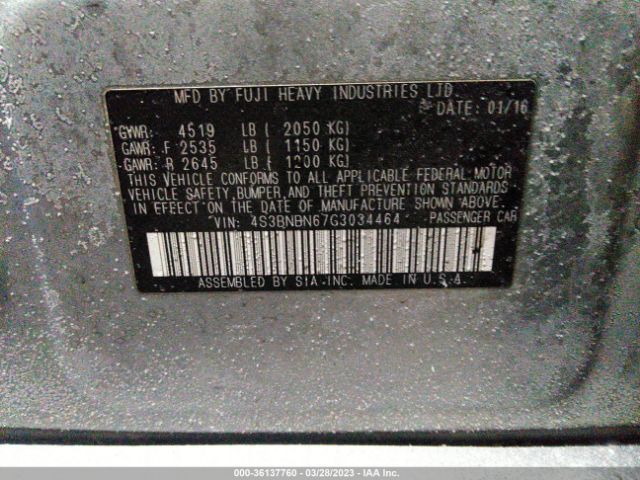 MFD BY FUJI HEAVY INDUSTRIES LTD.
DATE: 01/16
GVWR: 4519 LB ( 2050 KG)
GAWR: F 2535 LB ( 1150 KG)
GAWR: R 2645 LB ( 1200 KG)
THIS VEHICLE CONFORMS TO ALL APPLICABLE FEDERAL MOTOR
VEHICLE SAFETY, BUMPER, AND THEFT PREVENTION STANDARDS
IN EFFECT ON THE DATE OF MANUFACTURE SHOWN ABOVE.
VIN: 4S3BNBN67G3034464 PASSENGER CAR
ASSEMBLED BY SIA INC. MADE IN U.S.A.
000-36137760 | 03/28/2023 - IAA Inc.